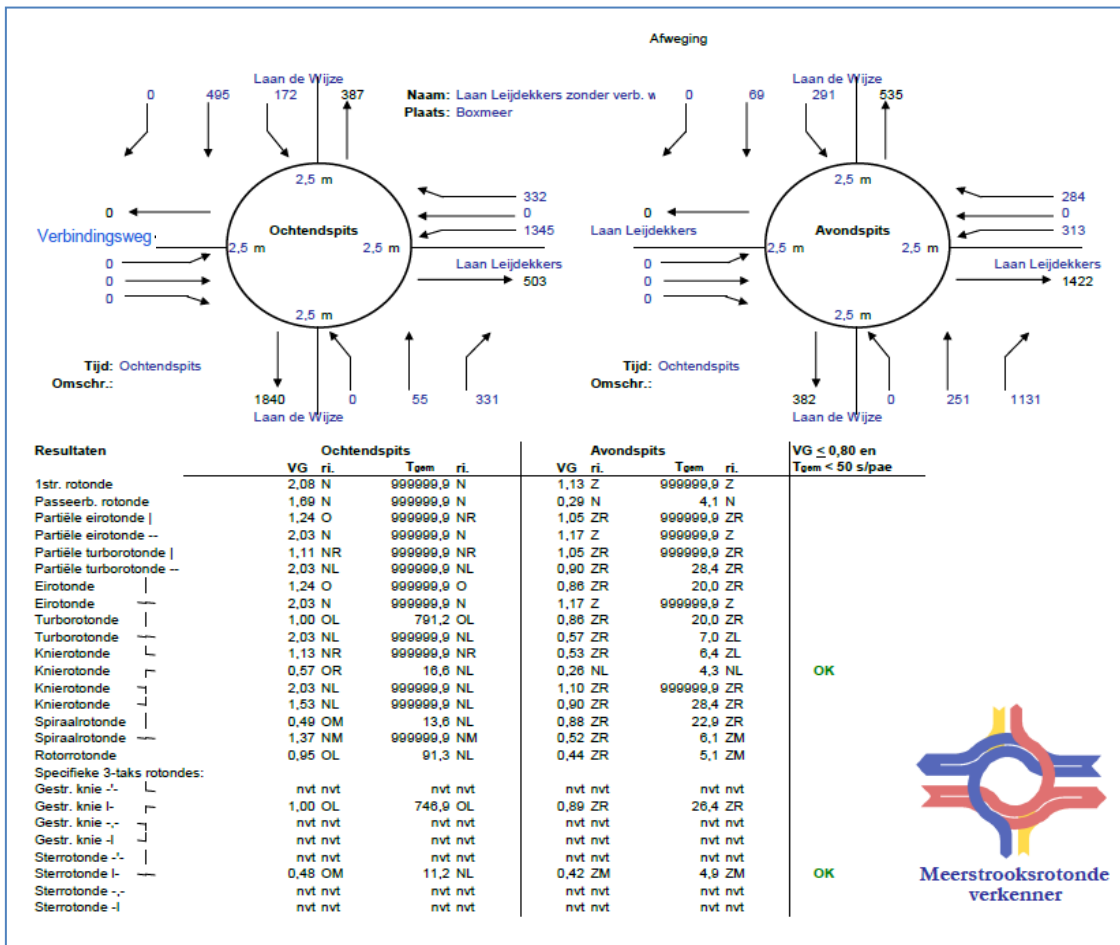 Afweging
Laan de Wijze Laan de Wijze
0 495 172 387 Naam: Laan Leijdekkers zonder verb. w 0 69 291 535
Plaats: Boxmeer
2,5 m 2,5 m
332 284
0 0 0 0
1345 313
Verbindingsweg Ochtendspits Laan Leijdekkers Avondspits
2,5 m 2,5 m 2,5 m 2,5 m
0 Laan Leijdekkers 0 Laan Leijdekkers
0 503 0 1422
0 0
2,5 m 2,5 m
Tijd: Ochtendspits Tijd: Ochtendspits
Omschr.: Omschr.:
1840 0 55 331 382 0 251 1131
Laan de Wijze Laan de Wijze
Resultaten Ochtendspits Avondspits VG ≤ 0,80 en
VG ri. Tgem ri. VG ri. Tgem ri. Tgem < 50 s/pae
1str. rotonde 2,08 N 999999,9 N 1,13 Z 999999,9 Z
Passeerb. rotonde 1,69 N 999999,9 N 0,29 N 4,1 N
Partiële eirotonde | 1,24 O 999999,9 NR 1,05 ZR 999999,9 ZR
Partiële eirotonde -- 2,03 N 999999,9 N 1,17 Z 999999,9 Z
Partiële turborotonde | 1,11 NR 999999,9 NR 1,05 ZR 999999,9 ZR
Partiële turborotonde -- 2,03 NL 999999,9 NL 0,90 ZR 28,4 ZR
Eirotonde 1,24 O 999999,9 O 0,86 ZR 20,0 ZR
Eirotonde 2,03 N 999999,9 N 1,17 Z 999999,9 Z
Turborotonde 1,00 OL 791,2 OL 0,86 ZR 20,0 ZR
Turborotonde 2,03 NL 999999,9 NL 0,57 ZR 7,0 ZL
Knierotonde 1,13 NR 999999,9 NR 0,53 ZR 6,4 ZL
Knierotonde 0,57 OR 16,6 NL 0,26 NL 4,3 NL OK
Knierotonde 2,03 NL 999999,9 NL 1,10 ZR 999999,9 ZR
Knierotonde 1,53 NL 999999,9 NL 0,90 ZR 28,4 ZR
Spiraalrotonde 0,49 OM 13,6 NL 0,88 ZR 22,9 ZR
Spiraalrotonde 1,37 NM 999999,9 NM 0,52 ZR 6,1 ZM
Rotorrotonde 0,95 OL 91,3 NL 0,44 ZR 5,1 ZM
Specifieke 3-taks rotondes:
Gestr. knie -'- nvt nvt nvt nvt nvt nvt nvt nvt
Gestr. knie l- 1,00 OL 746,9 OL 0,89 ZR 26,4 ZR
Gestr. knie -,- nvt nvt nvt nvt nvt nvt nvt nvt
Gestr. knie -l nvt nvt nvt nvt nvt nvt nvt nvt
Sterrotonde -'- nvt nvt nvt nvt nvt nvt nvt nvt
Sterrotonde l- 0,48 OM 11,2 NL 0,42 ZM 4,9 ZM OK
Sterrotonde -,- nvt nvt nvt nvt nvt nvt nvt nvt
Sterrotonde -l nvt nvt nvt nvt nvt nvt nvt nvt
Meerstrooksrotonde
verkenner